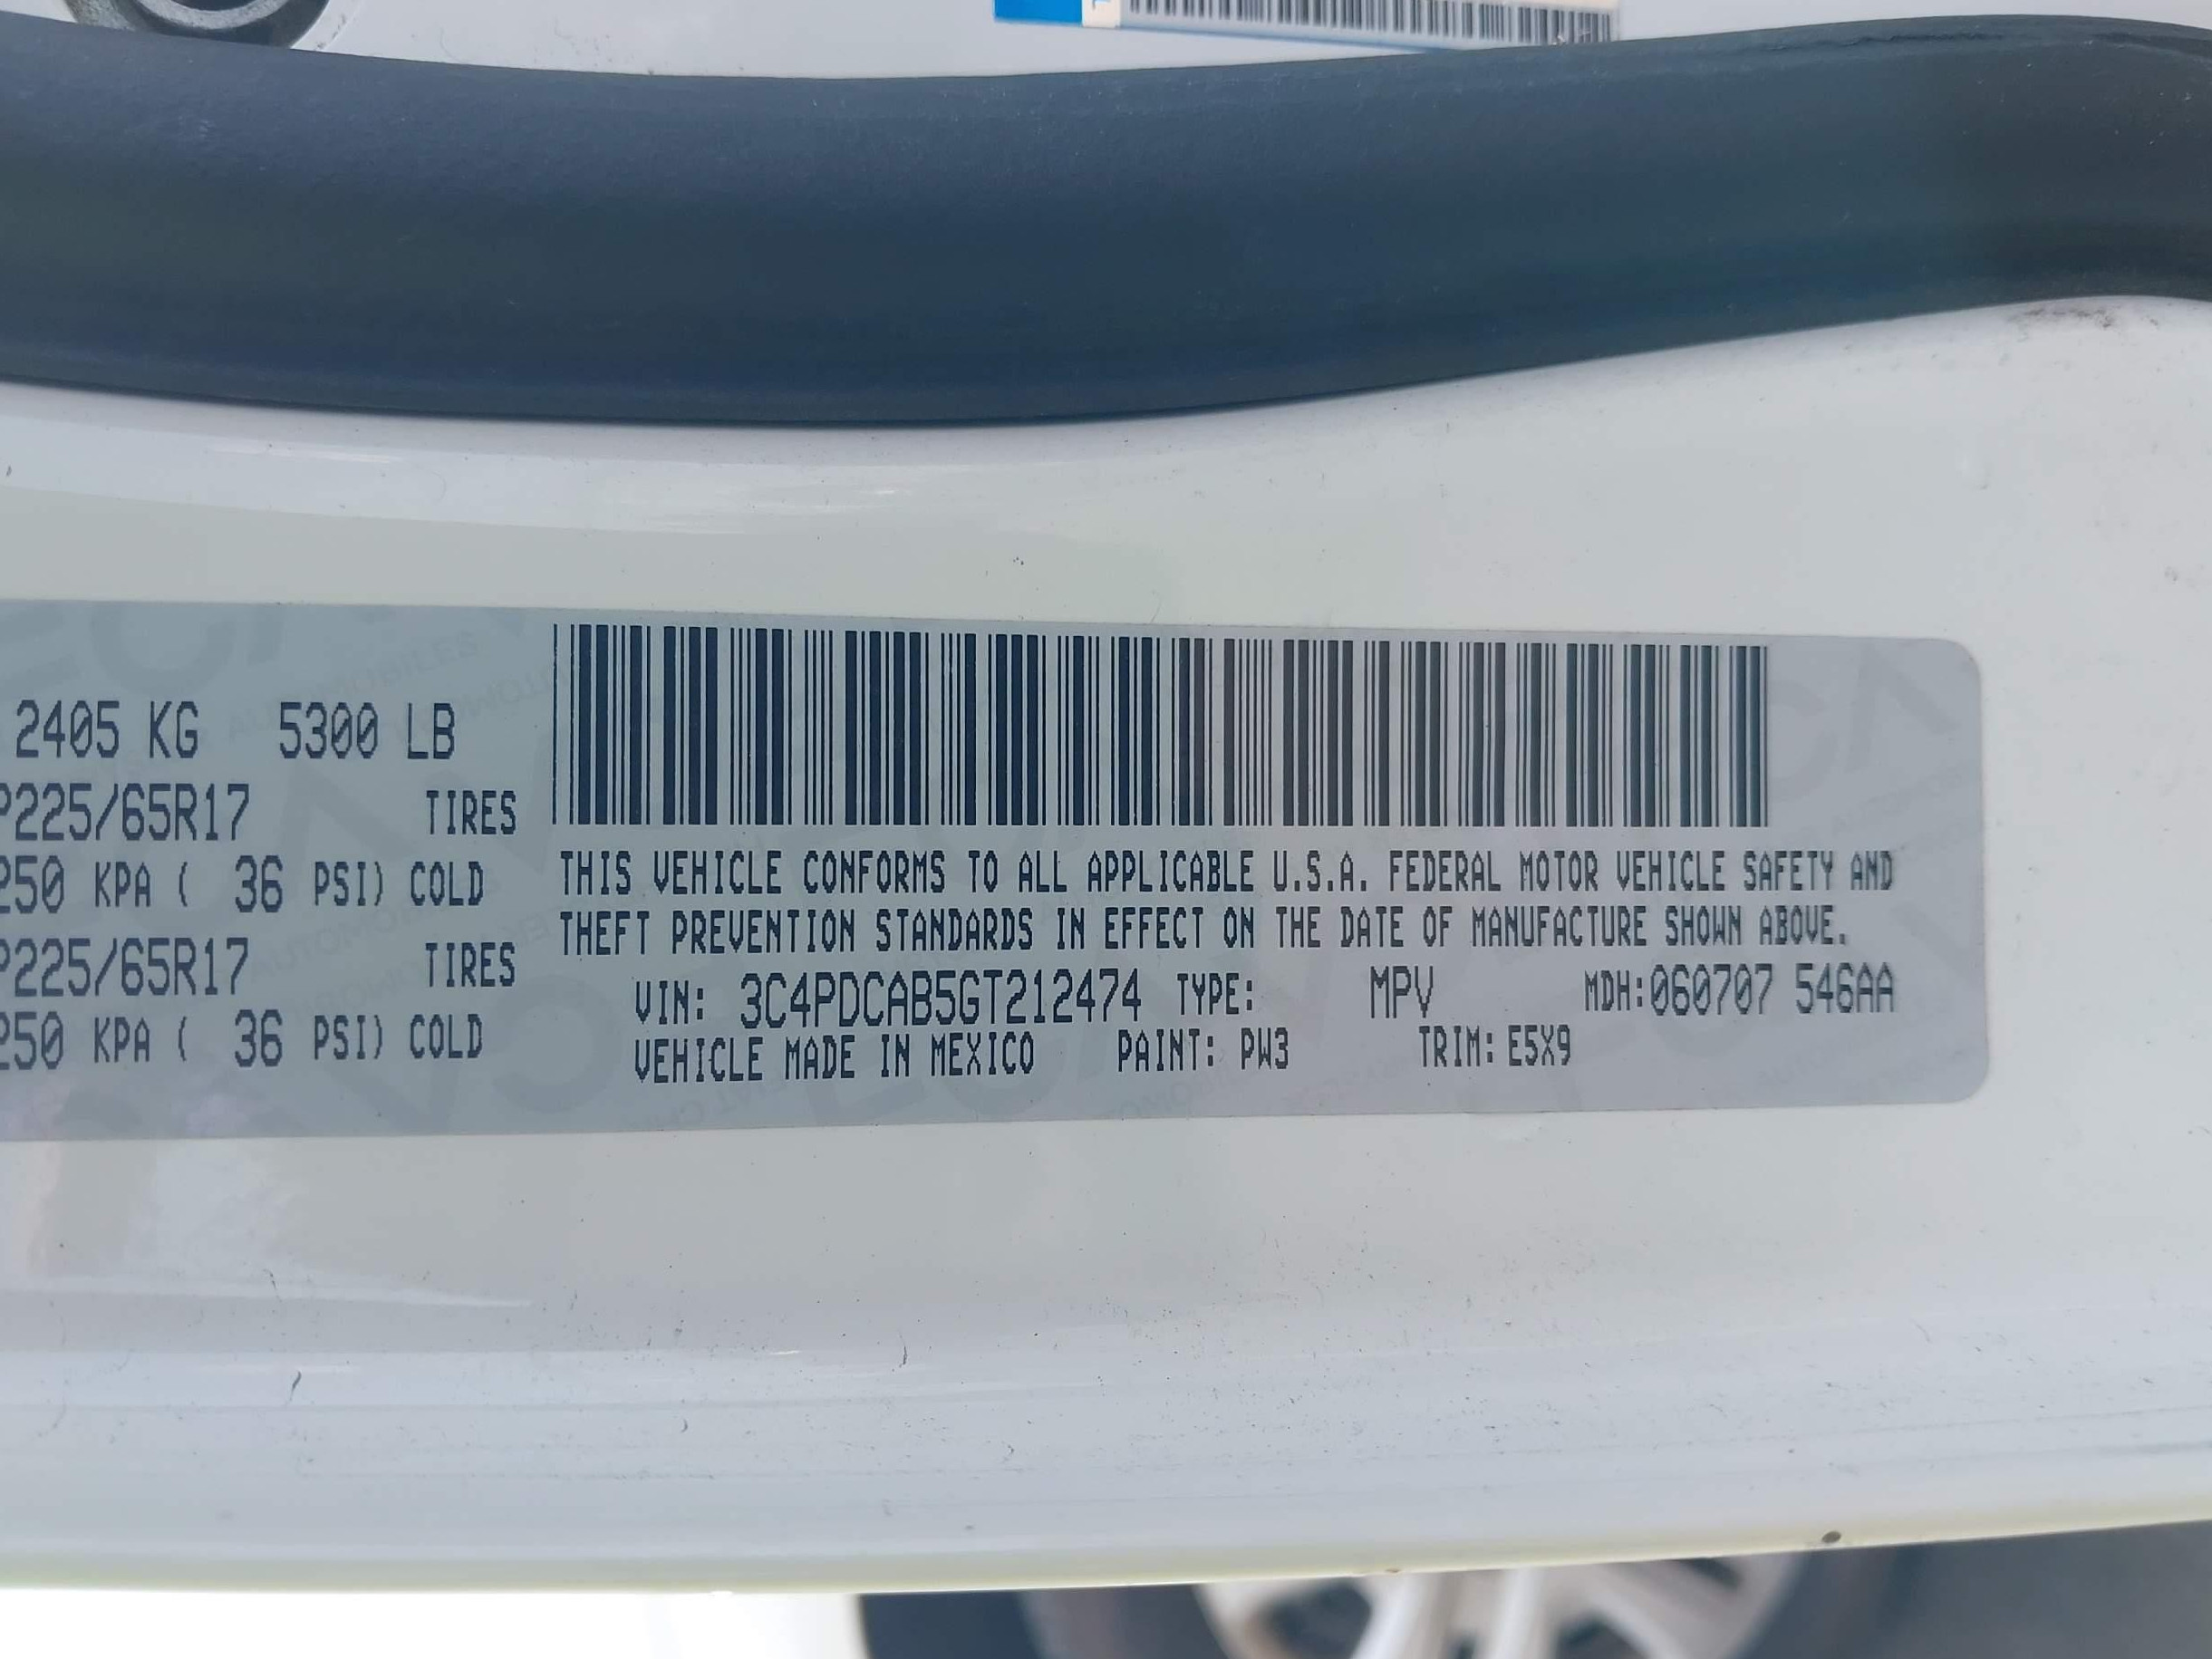 2405 KG 5300 LB
P225/65R17 TIRES
250 KPA ( 36 PSI) COLD
P225/65R17 TIRES
250 KPA ( 36 PSI) COLD
THIS VEHICLE CONFORMS TO ALL APPLICABLE U.S.A. FEDERAL MOTOR VEHICLE SAFETY AND
THEFT PREVENTION STANDARDS IN EFFECT ON THE DATE OF MANUFACTURE SHOWN ABOVE.
VIN: 3C4PDCAB5GT212474 TYPE: MPV MDH:060707 546AA
VEHICLE MADE IN MEXICO PAINT: PW3 TRIM: E5X9